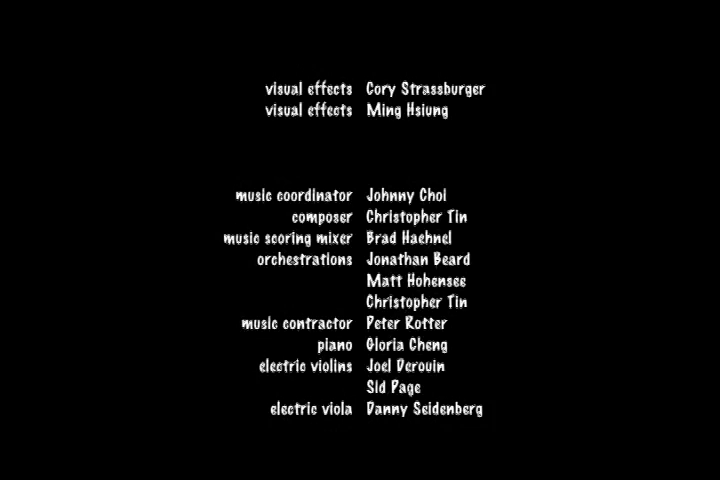 visual effects Cory Strassburger
visual effects Ming Hsiung
music coordinator Johnny Choi
composer Christopher Tin
music scoring mixer Brad Haehnel
orchestrations Jonathan Beard
Matt Hohensee
Christopher Tin
music contractor Peter Rotter
piano Gloria Cheng
electric violins Joel Derouin
Sid Page
electric viola Danny Seidenberg